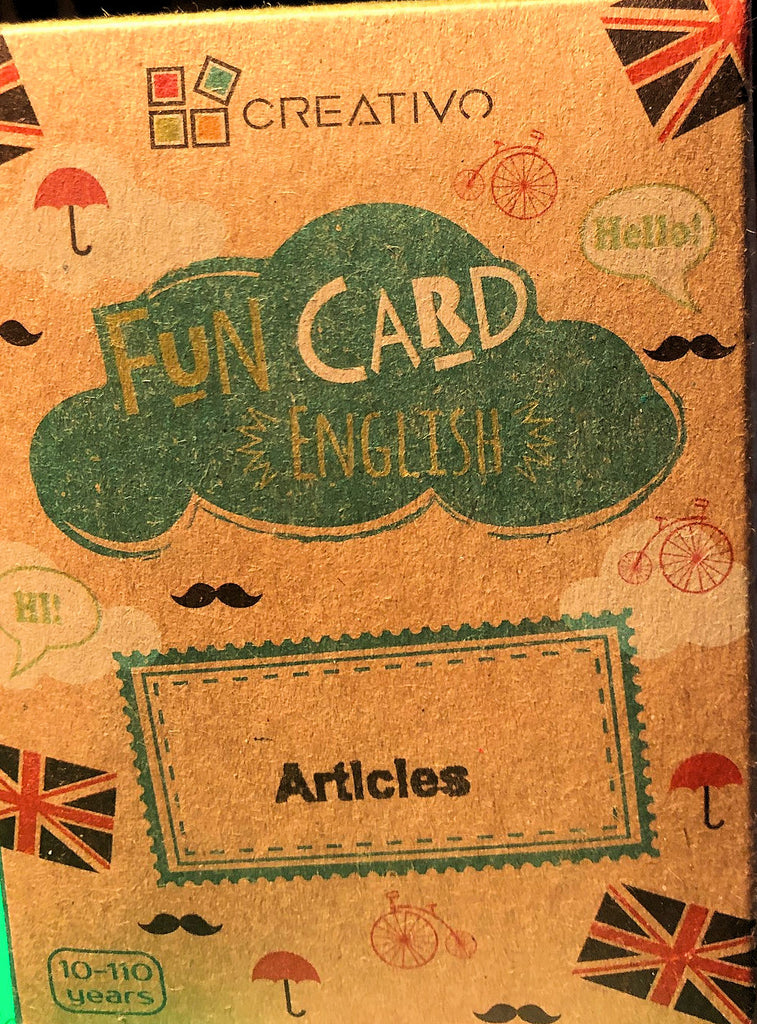 CREATIVO
Hello!
FUN CARD
ENGLISH
HI!
Articles
10-110
years